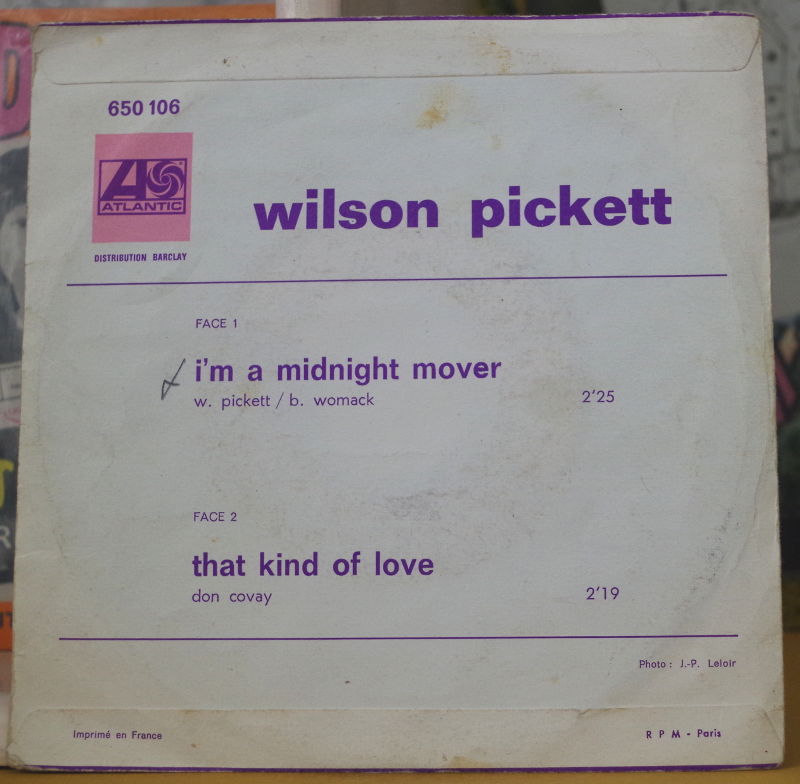 650 106
ATLANTIC
DISTRIBUTION BARCLAY
wilson pickett
FACE 1
i'm a midnight mover
w. pickett / b. womack 2'25
FACE 2
that kind of love
don covay 2'19
Photo : J.-P. Leloir
Imprimé en France
R P M - Paris